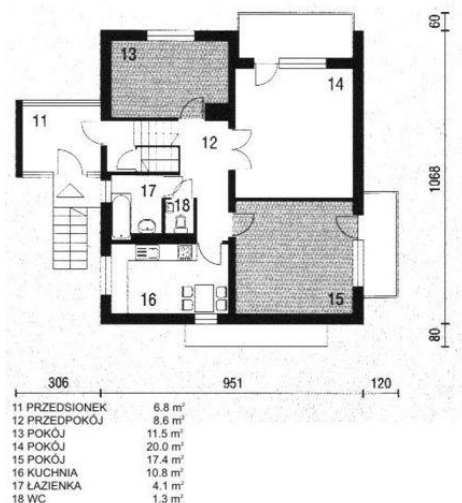 60
13
14
11
12
1068
17
18
16
15
80
306 951 120
11 PRZEDSIONEK 6.8 m²
12 PRZEDPOKÓJ 8.6 m²
13 POKÓJ 11.5 m²
14 POKÓJ 20.0 m²
15 POKÓJ 17.4 m²
16 KUCHNIA 10.8 m²
17 ŁAZIENKA 4.1 m²
18 WC 1.3 m²